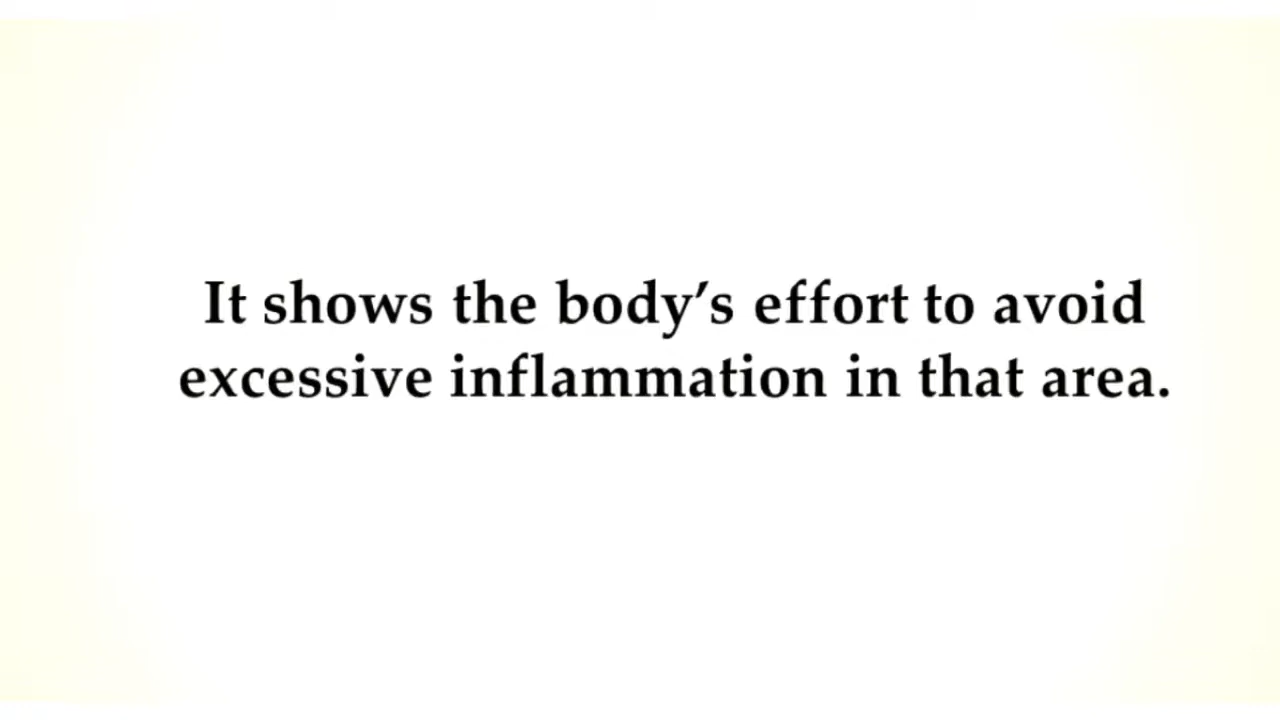 It shows the body’s effort to avoid
excessive inflammation in that area.